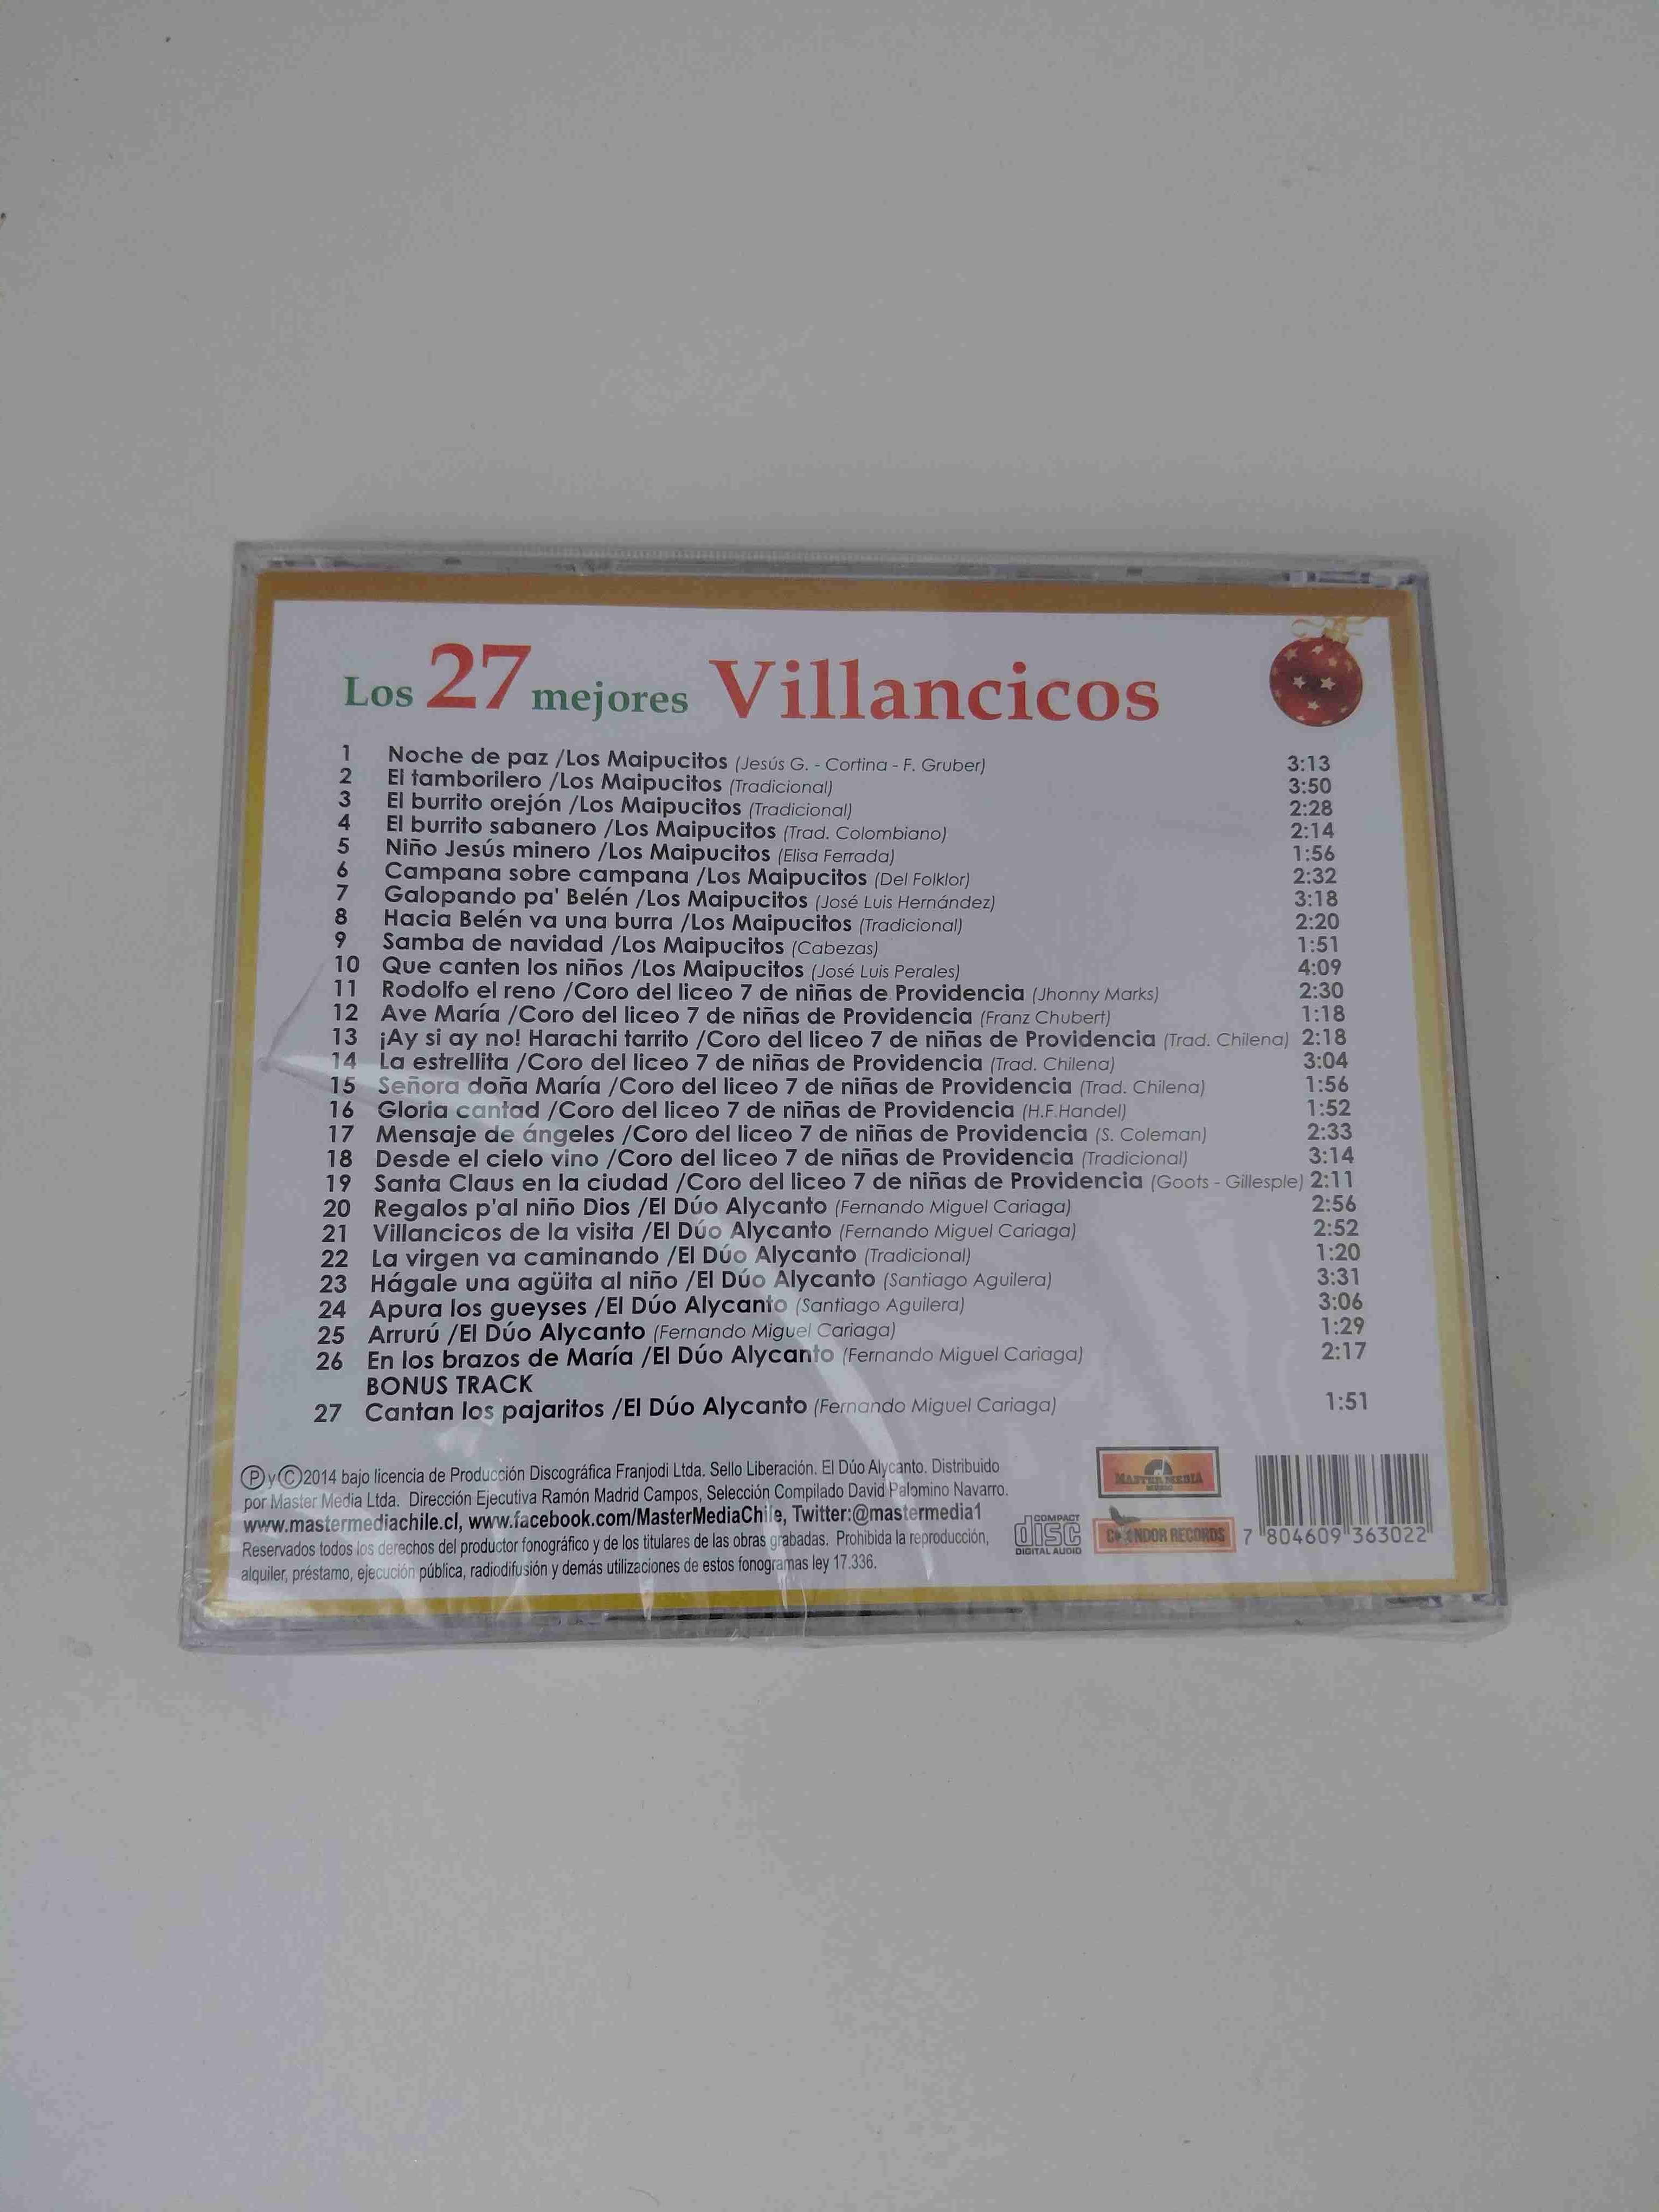 Los 27 mejores Villancicos
1 Noche de paz /Los Maipucitos (Jesús G. - Cortina - F. Gruber) 3:13
2 El tamborilero /Los Maipucitos (Tradicional) 3:50
3 El burrito orejón /Los Maipucitos (Tradicional) 2:28
4 El burrito sabanero /Los Maipucitos (Trad. Colombiano) 2:14
5 Niño Jesús minero /Los Maipucitos (Elisa Ferrada) 1:56
6 Campana sobre campana /Los Maipucitos (Del Folklor) 2:32
7 Galopando pa' Belén /Los Maipucitos (José Luis Hernández) 3:18
8 Hacia Belén va una burra /Los Maipucitos (Tradicional) 2:20
9 Samba de navidad /Los Maipucitos (Cabezas) 1:51
10 Que canten los niños /Los Maipucitos (José Luis Perales) 4:09
11 Rodolfo el reno /Coro del liceo 7 de niñas de Providencia (Jhonny Marks) 2:30
12 Ave María /Coro del liceo 7 de niñas de Providencia (Franz Chubert) 1:18
13 ¡Ay si ay no! Harachi tarrito /Coro del liceo 7 de niñas de Providencia (Trad. Chilena) 2:18
14 La estrellita /Coro del liceo 7 de niñas de Providencia (Trad. Chilena) 3:04
15 Señora doña María /Coro del liceo 7 de niñas de Providencia (Trad. Chilena) 1:56
16 Gloria cantad /Coro del liceo 7 de niñas de Providencia (H.F.Handel) 1:52
17 Mensaje de ángeles /Coro del liceo 7 de niñas de Providencia (S. Coleman) 2:33
18 Desde el cielo vino /Coro del liceo 7 de niñas de Providencia (Tradicional) 3:14
19 Santa Claus en la ciudad /Coro del liceo 7 de niñas de Providencia (Goots - Gillesple) 2:11
20 Regalos p'al niño Dios /El Dúo Alycanto (Fernando Miguel Cariaga) 2:56
21 Villancicos de la visita /El Dúo Alycanto (Fernando Miguel Cariaga) 2:52
22 La virgen va caminando /El Dúo Alycanto (Tradicional) 1:20
23 Hágale una agüita al niño /El Dúo Alycanto (Santiago Aguilera) 3:31
24 Apura los gueyses /El Dúo Alycanto (Santiago Aguilera) 3:06
25 Arrurú /El Dúo Alycanto (Fernando Miguel Cariaga) 1:29
26 En los brazos de María /El Dúo Alycanto (Fernando Miguel Cariaga) 2:17
BONUS TRACK
27 Cantan los pajaritos /El Dúo Alycanto (Fernando Miguel Cariaga) 1:51
Ⓟ y © 2014 bajo licencia de Producción Discográfica Franjodi Ltda. Sello Liberación. El Dúo Alycanto. Distribuido
por Master Media Ltda. Dirección Ejecutiva Ramón Madrid Campos, Selección Compilado David Palomino Navarro.
www.mastermediachile.cl, www.facebook.com/MasterMediaChile, Twitter:@mastermedia1
Reservados todos los derechos del productor fonográfico y de los titulares de las obras grabadas. Prohibida la reproducción,
alquiler, préstamo, ejecución pública, radiodifusión y demás utilizaciones de estos fonogramas ley 17.336.
COMPACT
disc
DIGITAL AUDIO
MASTER MEDIA
MUSIC
CONDOR RECORDS
7 804609 363022